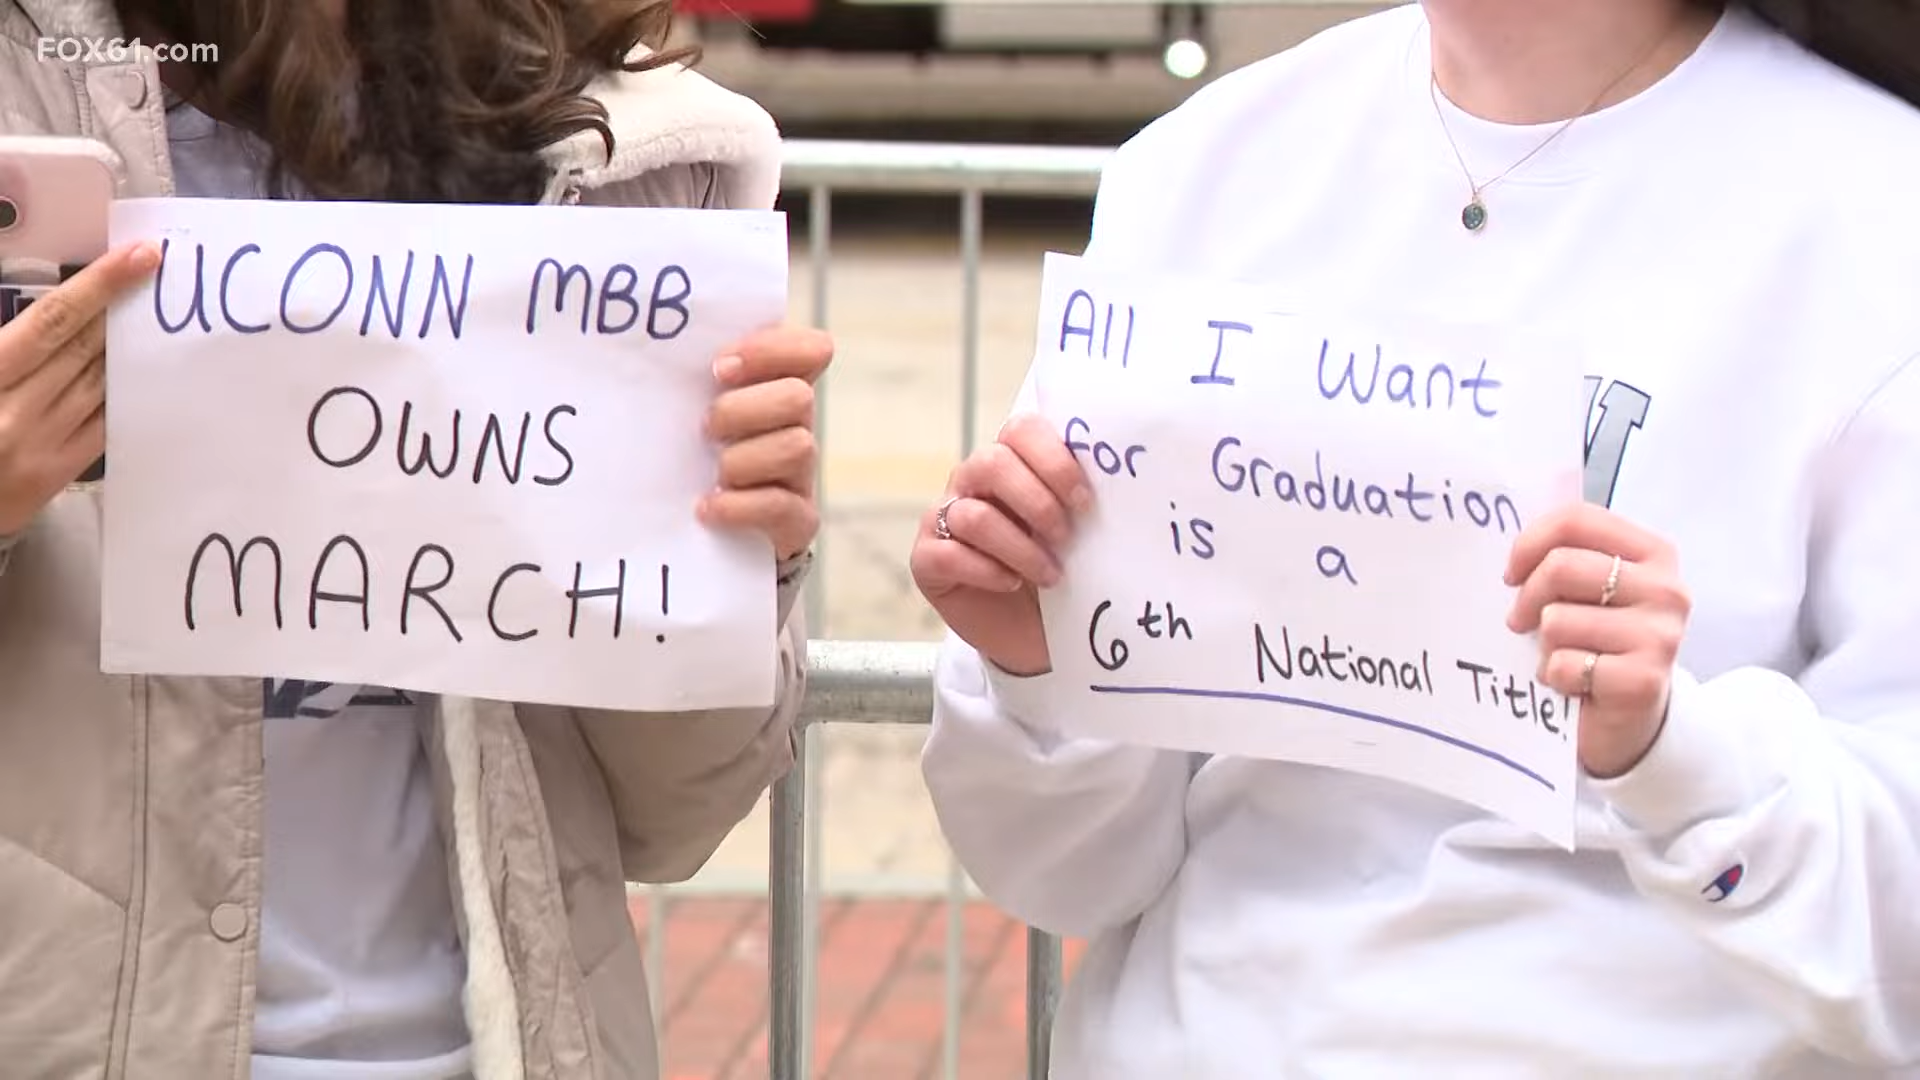 FOX61.com
UCONN MBB
OWNS
MARCH!
All I Want
for Graduation
is a
6th National Title!